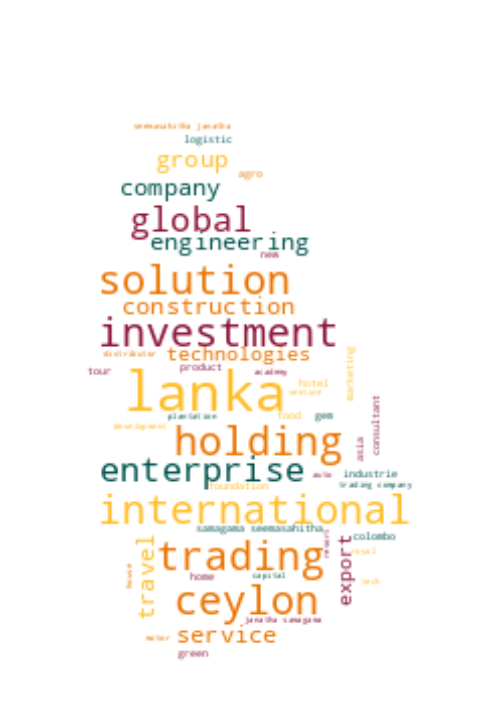 seemasahitha janatha
logistic
group
agro
company
global
engineering
new
solution
construction
investment
distributor technologies
marketing
tour
product
academy
lanka
hotel
venture
plantation
food
gem
consultant
development
holding
asia
enterprise
auto
industrie
foundation
trading company
international
samagama seemasahitha
travel
trading
resort
export
colombo
royal
house
home
capital
tech
ceylon
janatha samagama
motor
service
green